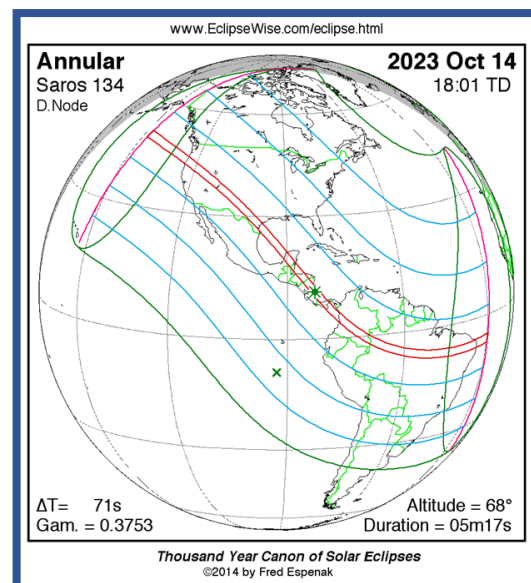 www.EclipseWise.com/eclipse.html
Annular
2023 Oct 14
Saros 134
18:01 TD
D.Node
ΔT= 71s
Altitude = 68°
Gam. = 0.3753
Duration = 05m17s
Thousand Year Canon of Solar Eclipses
©2014 by Fred Espenak